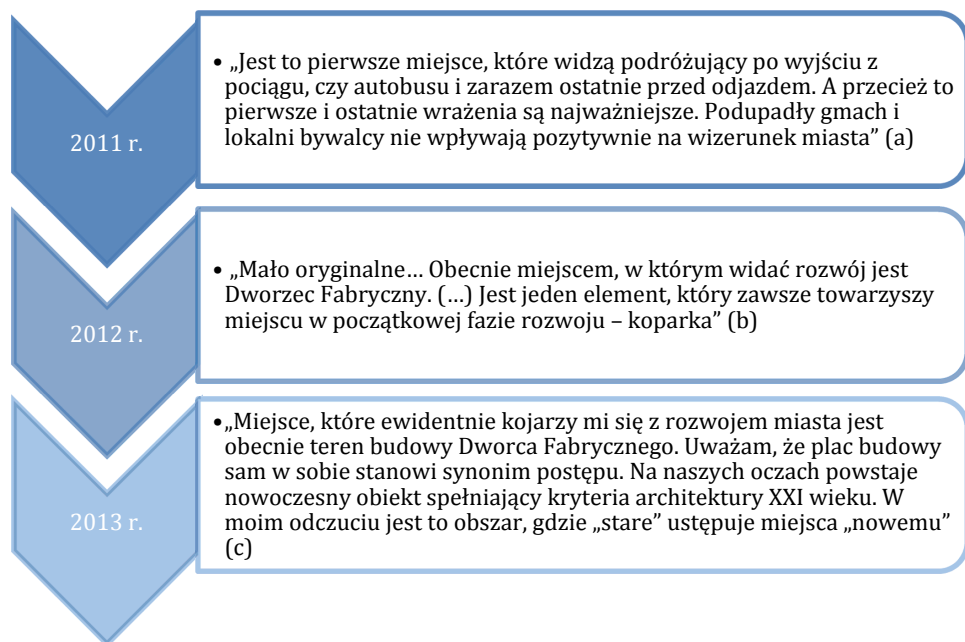 2011 r.
• „Jest to pierwsze miejsce, które widzą podróżujący po wyjściu z
pociągu, czy autobusu i zarazem ostatnie przed odjazdem. A przecież to
pierwsze i ostatnie wrażenia są najważniejsze. Podupadły gmach i
lokalni bywalcy nie wpływają pozytywnie na wizerunek miasta” (a)
2012 r.
• „Mało oryginalne… Obecnie miejscem, w którym widać rozwój jest
Dworzec Fabryczny. (…) Jest jeden element, który zawsze towarzyszy
miejscu w początkowej fazie rozwoju – koparka” (b)
2013 r.
•„Miejsce, które ewidentnie kojarzy mi się z rozwojem miasta jest
obecnie teren budowy Dworca Fabrycznego. Uważam, że plac budowy
sam w sobie stanowi synonim postępu. Na naszych oczach powstaje
nowoczesny obiekt spełniający kryteria architektury XXI wieku. W
moim odczuciu jest to obszar, gdzie „stare” ustępuje miejsca „nowemu”
(c)